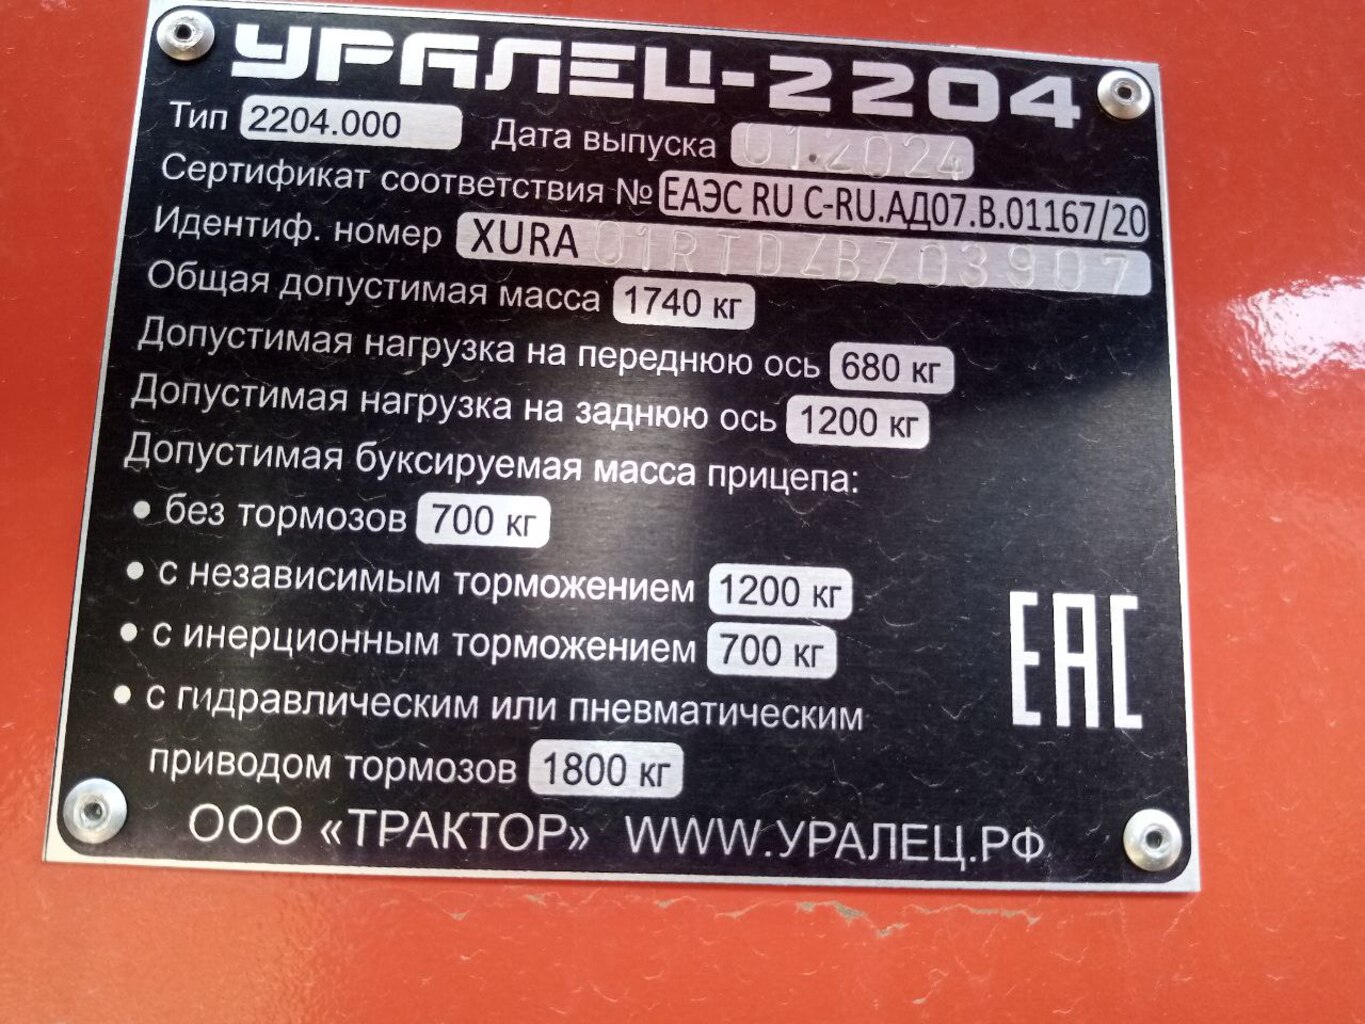 УРАЛЕЦ-2204
Тип 2204.000 Дата выпуска 01.2024
Сертификат соответствия № ЕАЭС RU С-RU.АД07.В.01167/20
Идентиф. номер XURA01RTDZBZ03907
Общая допустимая масса 1740 кг
Допустимая нагрузка на переднюю ось 680 кг
Допустимая нагрузка на заднюю ось 1200 кг
Допустимая буксируемая масса прицепа:
• без тормозов 700 кг
• с независимым торможением 1200 кг
• с инерционным торможением 700 кг
• с гидравлическим или пневматическим
приводом тормозов 1800 кг
ЕАС
ООО «ТРАКТОР» WWW.УРАЛЕЦ.РФ